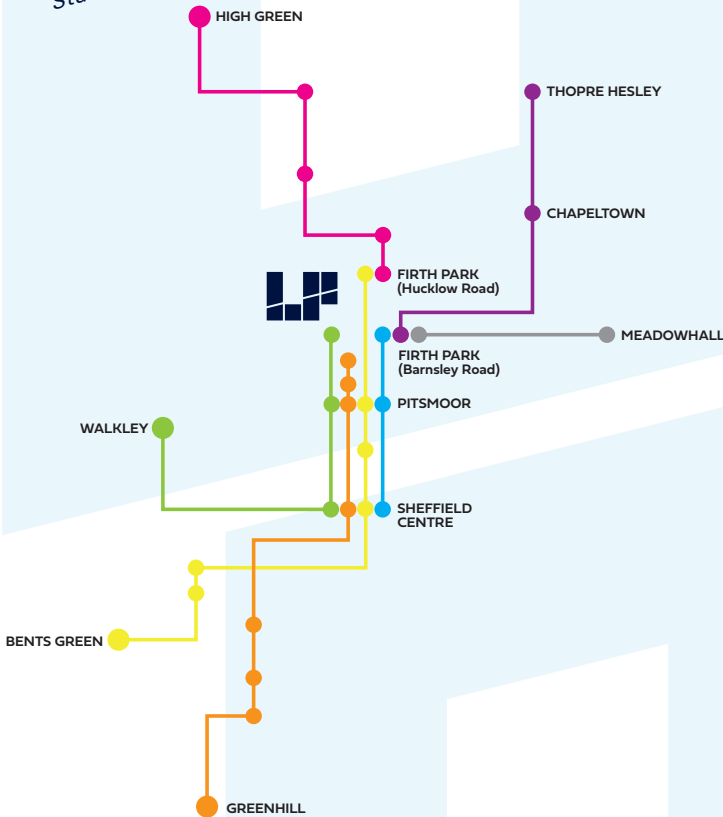 HIGH GREEN
THOPRE HESLEY
CHAPELTOWN
FIRTH PARK
(Hucklow Road)
MEADOWHALL
FIRTH PARK
(Barnsley Road)
PITSMOOR
WALKLEY
SHEFFIELD
CENTRE
BENTS GREEN
GREENHILL